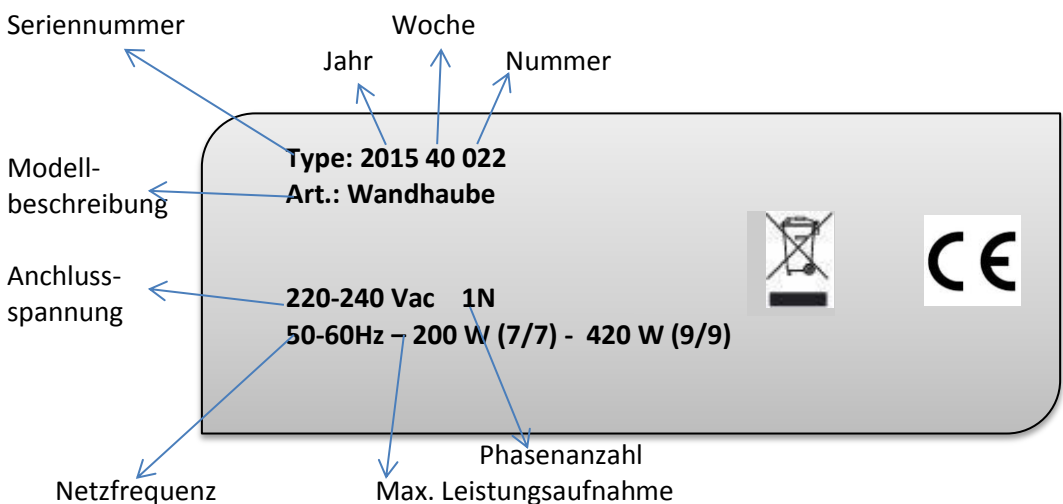 Seriennummer
Woche
Jahr
Nummer
Type: 2015 40 022
Modell-
beschreibung
Art.: Wandhaube
CE
Anchluss-
spannung
220-240 Vac 1N
50-60Hz – 200 W (7/7) - 420 W (9/9)
Phasenanzahl
Netzfrequenz
Max. Leistungsaufnahme